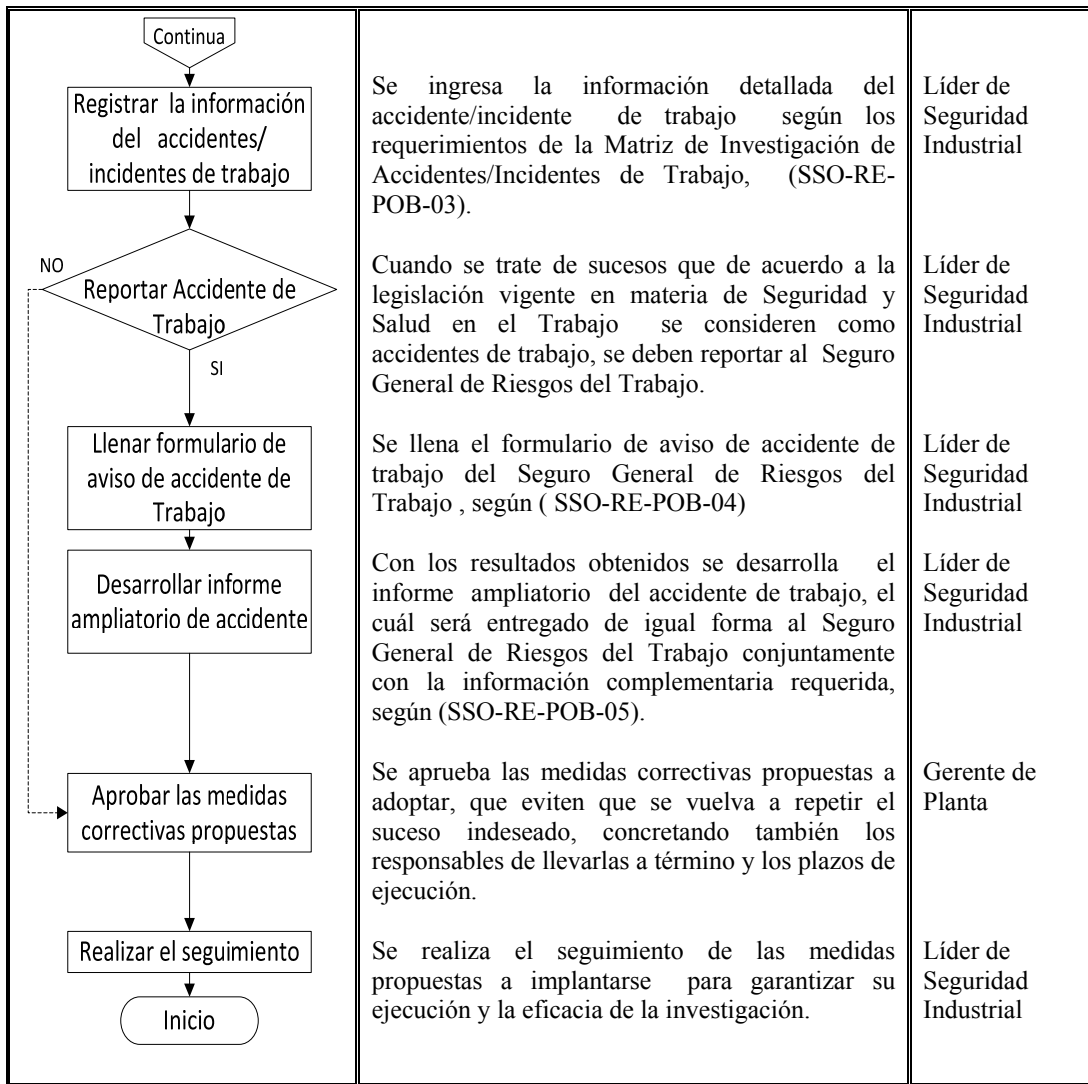 Continua
Registrar la información
del accidentes/
incidentes de trabajo
Se ingresa la información detallada del
accidente/incidente de trabajo según los
requerimientos de la Matriz de Investigación de
Accidentes/Incidentes de Trabajo, (SSO-RE-
POB-03).
Líder de
Seguridad
Industrial
NO
Reportar Accidente de
Trabajo
SI
Cuando se trate de sucesos que de acuerdo a la
legislación vigente en materia de Seguridad y
Salud en el Trabajo se consideren como
accidentes de trabajo, se deben reportar al Seguro
General de Riesgos del Trabajo.
Líder de
Seguridad
Industrial
Llenar formulario de
aviso de accidente de
Trabajo
Se llena el formulario de aviso de accidente de
trabajo del Seguro General de Riesgos del
Trabajo , según ( SSO-RE-POB-04)
Líder de
Seguridad
Industrial
Desarrollar informe
ampliatorio de accidente
Con los resultados obtenidos se desarrolla el
informe ampliatorio del accidente de trabajo, el
cuál será entregado de igual forma al Seguro
General de Riesgos del Trabajo conjuntamente
con la información complementaria requerida,
según (SSO-RE-POB-05).
Líder de
Seguridad
Industrial
Aprobar las medidas
correctivas propuestas
Se aprueba las medidas correctivas propuestas a
adoptar, que eviten que se vuelva a repetir el
suceso indeseado, concretando también los
responsables de llevarlas a término y los plazos de
ejecución.
Gerente de
Planta
Realizar el seguimiento
Se realiza el seguimiento de las medidas
propuestas a implantarse para garantizar su
ejecución y la eficacia de la investigación.
Líder de
Seguridad
Industrial
Inicio